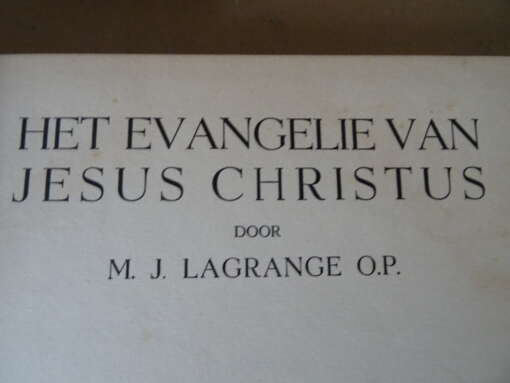 HET EVANGELIE VAN
JESUS CHRISTUS
DOOR
M. J. LAGRANGE O.P.